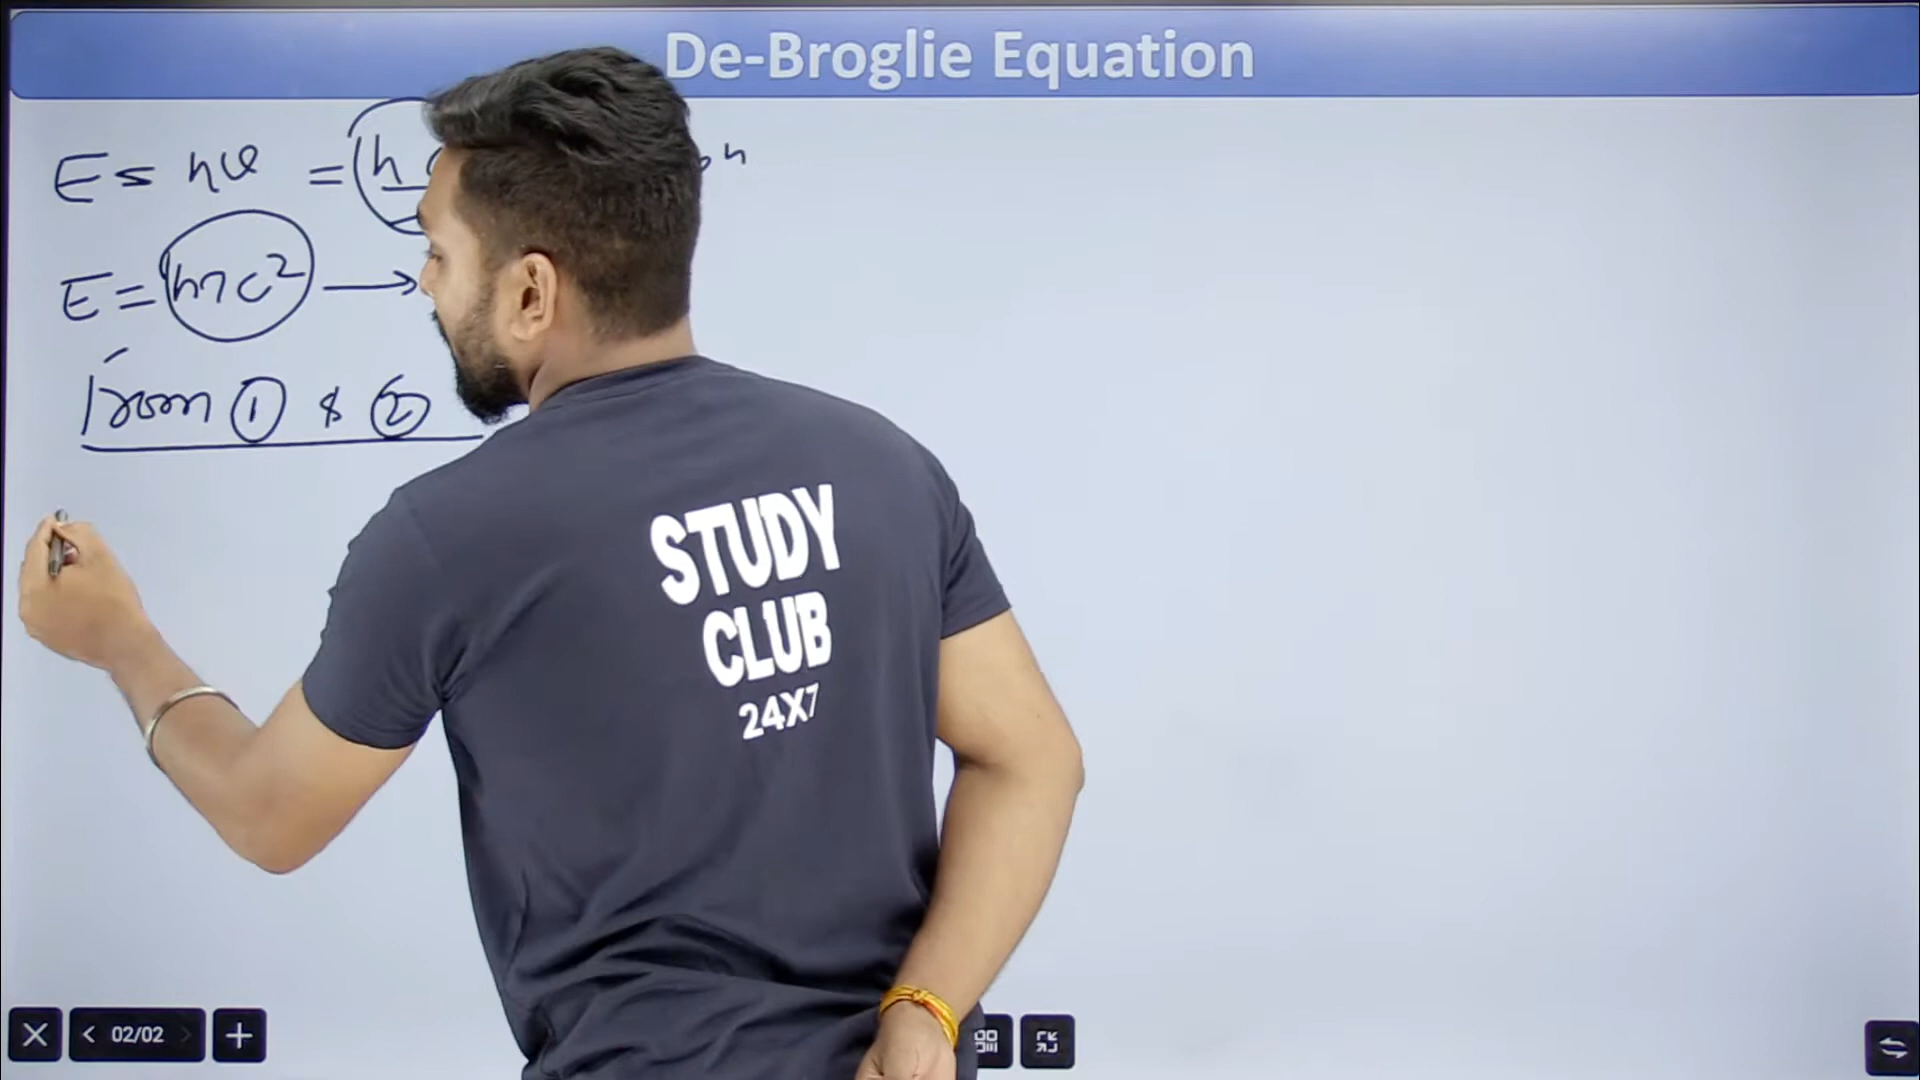 De-Broglie Equation
E = hν = h
E = mc²
From ① & ②
STUDY
CLUB
24X7
02/02